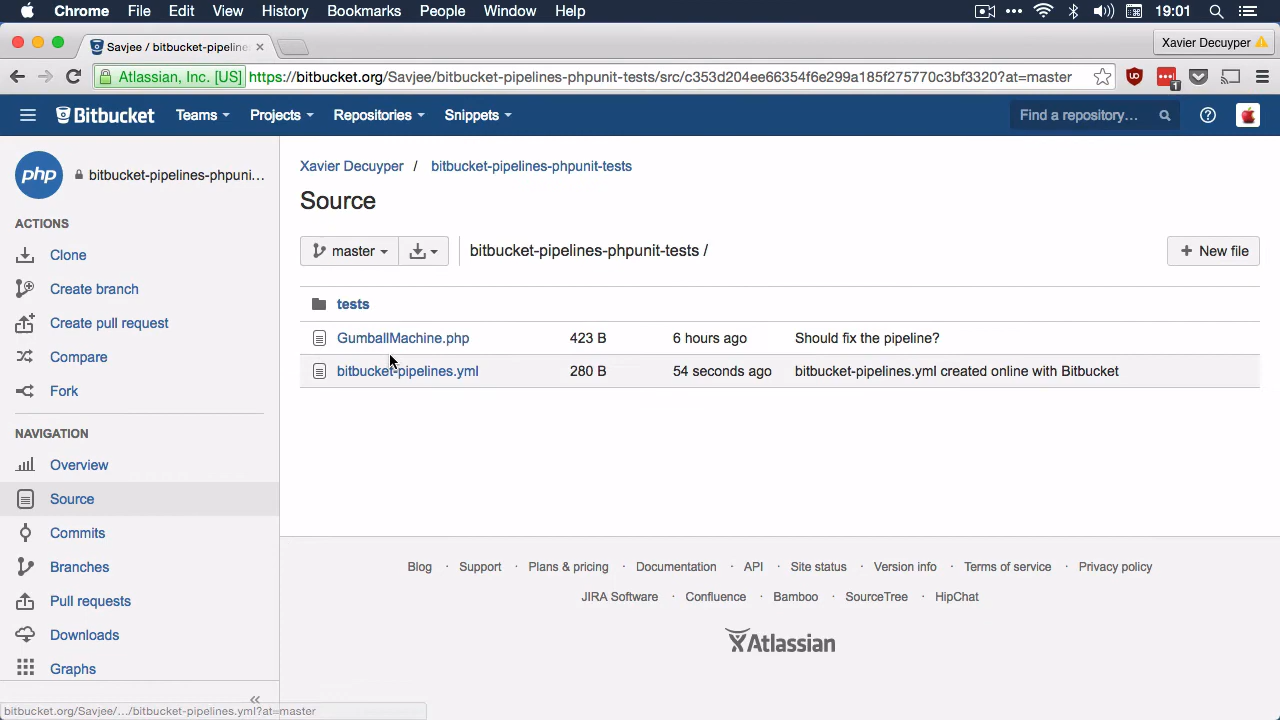 Chrome File Edit View History Bookmarks People Window Help 19:01
Savjee / bitbucket-pipeline
Xavier Decuyper
Atlassian, Inc. [US] https://bitbucket.org/Savjee/bitbucket-pipelines-phpunit-tests/src/c353d204ee66354f6e299a185f275770c3bf3320?at=master
Bitbucket Teams Projects Repositories Snippets Find a repository...
php bitbucket-pipelines-phpuni...
ACTIONS
Clone
Create branch
Create pull request
Compare
Fork
NAVIGATION
Overview
Source
Commits
Branches
Pull requests
Downloads
Graphs
Xavier Decuyper / bitbucket-pipelines-phpunit-tests
Source
master bitbucket-pipelines-phpunit-tests / + New file
tests
GumballMachine.php 423 B 6 hours ago Should fix the pipeline?
bitbucket-pipelines.yml 280 B 54 seconds ago bitbucket-pipelines.yml created online with Bitbucket
Blog · Support · Plans & pricing · Documentation · API · Site status · Version info · Terms of service · Privacy policy
JIRA Software · Confluence · Bamboo · SourceTree · HipChat
Atlassian
bitbucket.org/Savjee/.../bitbucket-pipelines.yml?at=master